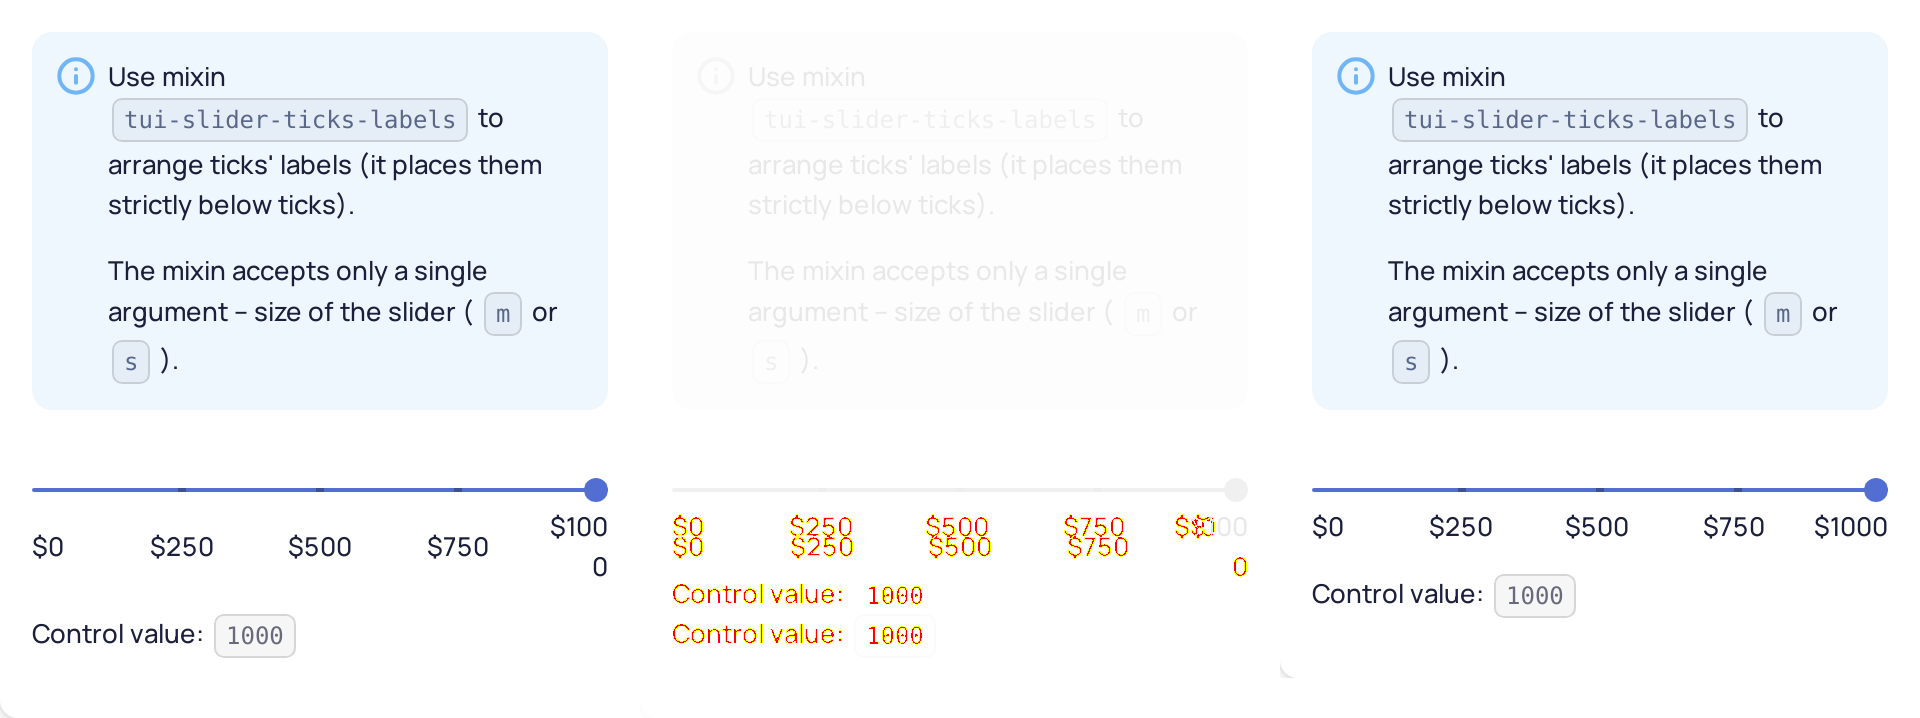 Use mixin
tui-slider-ticks-labels to
arrange ticks' labels (it places them
strictly below ticks).
The mixin accepts only a single
argument – size of the slider ( m or
s ).
$100
$0 $250 $500 $750
0
Control value: 1000
Use mixin
tui-slider-ticks-labels to
arrange ticks' labels (it places them
strictly below ticks).
The mixin accepts only a single
argument – size of the slider ( m or
s ).
$0 $250 $500 $750
$0 $250 $500 $750
0
Control value: 1000
Control value: 1000
Use mixin
tui-slider-ticks-labels to
arrange ticks' labels (it places them
strictly below ticks).
The mixin accepts only a single
argument – size of the slider ( m or
s ).
$0 $250 $500 $750 $1000
Control value: 1000